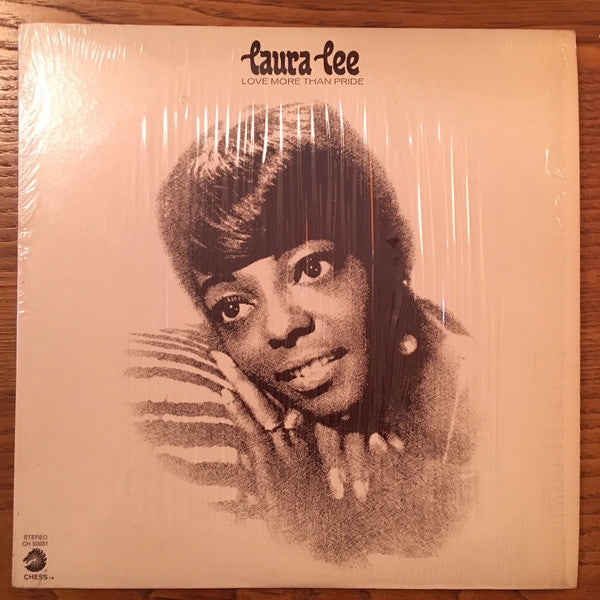 Laura Lee
LOVE MORE THAN PRIDE
STEREO
CH 50031
CHESS